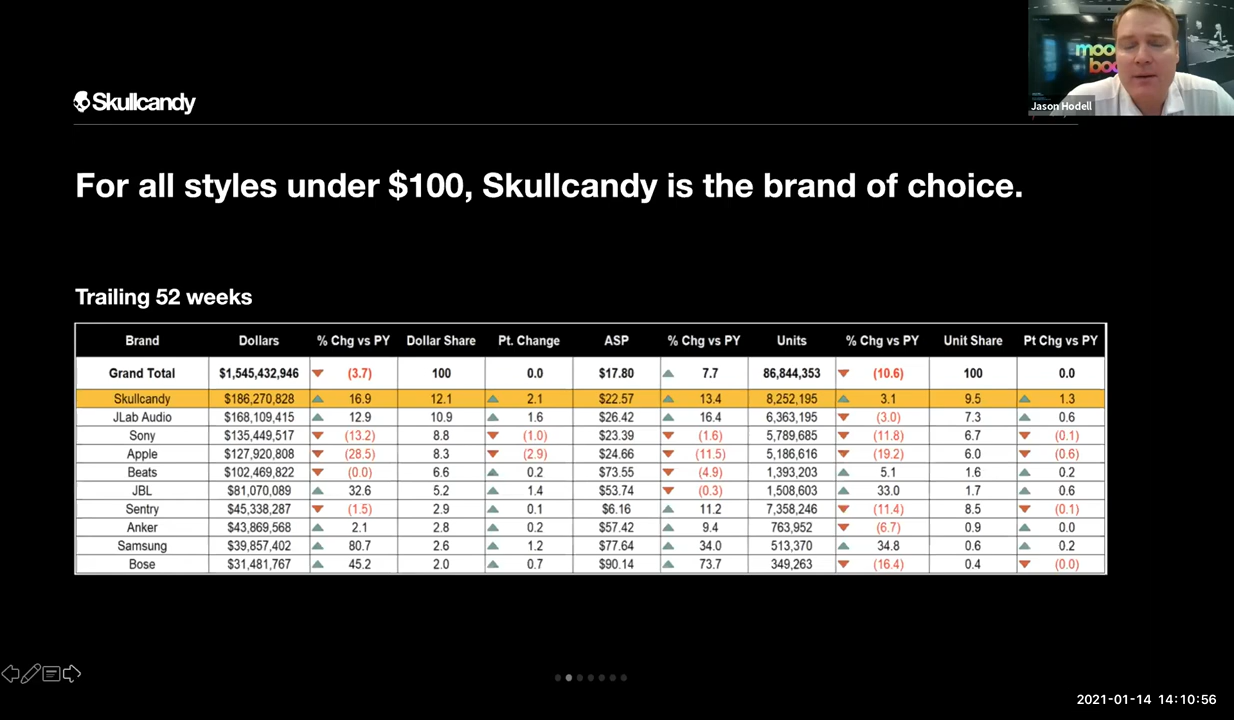 moo
boo
Jason Hodell
Skullcandy
For all styles under $100, Skullcandy is the brand of choice.
Trailing 52 weeks
Brand Dollars % Chg vs PY Dollar Share Pt. Change ASP % Chg vs PY Units % Chg vs PY Unit Share Pt Chg vs PY
Grand Total $1,545,432,946 (3.7) 100 0.0 $17.80 7.7 86,844,353 (10.6) 100 0.0
Skullcandy $186,270,828 16.9 12.1 2.1 $22.57 13.4 8,252,195 3.1 9.5 1.3
JLab Audio $168,109,415 12.9 10.9 1.6 $26.42 16.4 6,363,195 (3.0) 7.3 0.6
Sony $135,449,517 (13.2) 8.8 (1.0) $23.39 (1.6) 5,789,685 (11.8) 6.7 (0.1)
Apple $127,920,808 (28.5) 8.3 (2.9) $24.66 (11.5) 5,186,616 (19.2) 6.0 (0.6)
Beats $102,469,822 (0.0) 6.6 0.2 $73.55 (4.9) 1,393,203 5.1 1.6 0.2
JBL $81,070,089 32.6 5.2 1.4 $53.74 (0.3) 1,508,603 33.0 1.7 0.6
Sentry $45,338,287 (1.5) 2.9 0.1 $6.16 11.2 7,358,246 (11.4) 8.5 (0.1)
Anker $43,869,568 2.1 2.8 0.2 $57.42 9.4 763,952 (6.7) 0.9 0.0
Samsung $39,857,402 80.7 2.6 1.2 $77.64 34.0 513,370 34.8 0.6 0.2
Bose $31,481,767 45.2 2.0 0.7 $90.14 73.7 349,263 (16.4) 0.4 (0.0)
2021-01-14 14:10:56